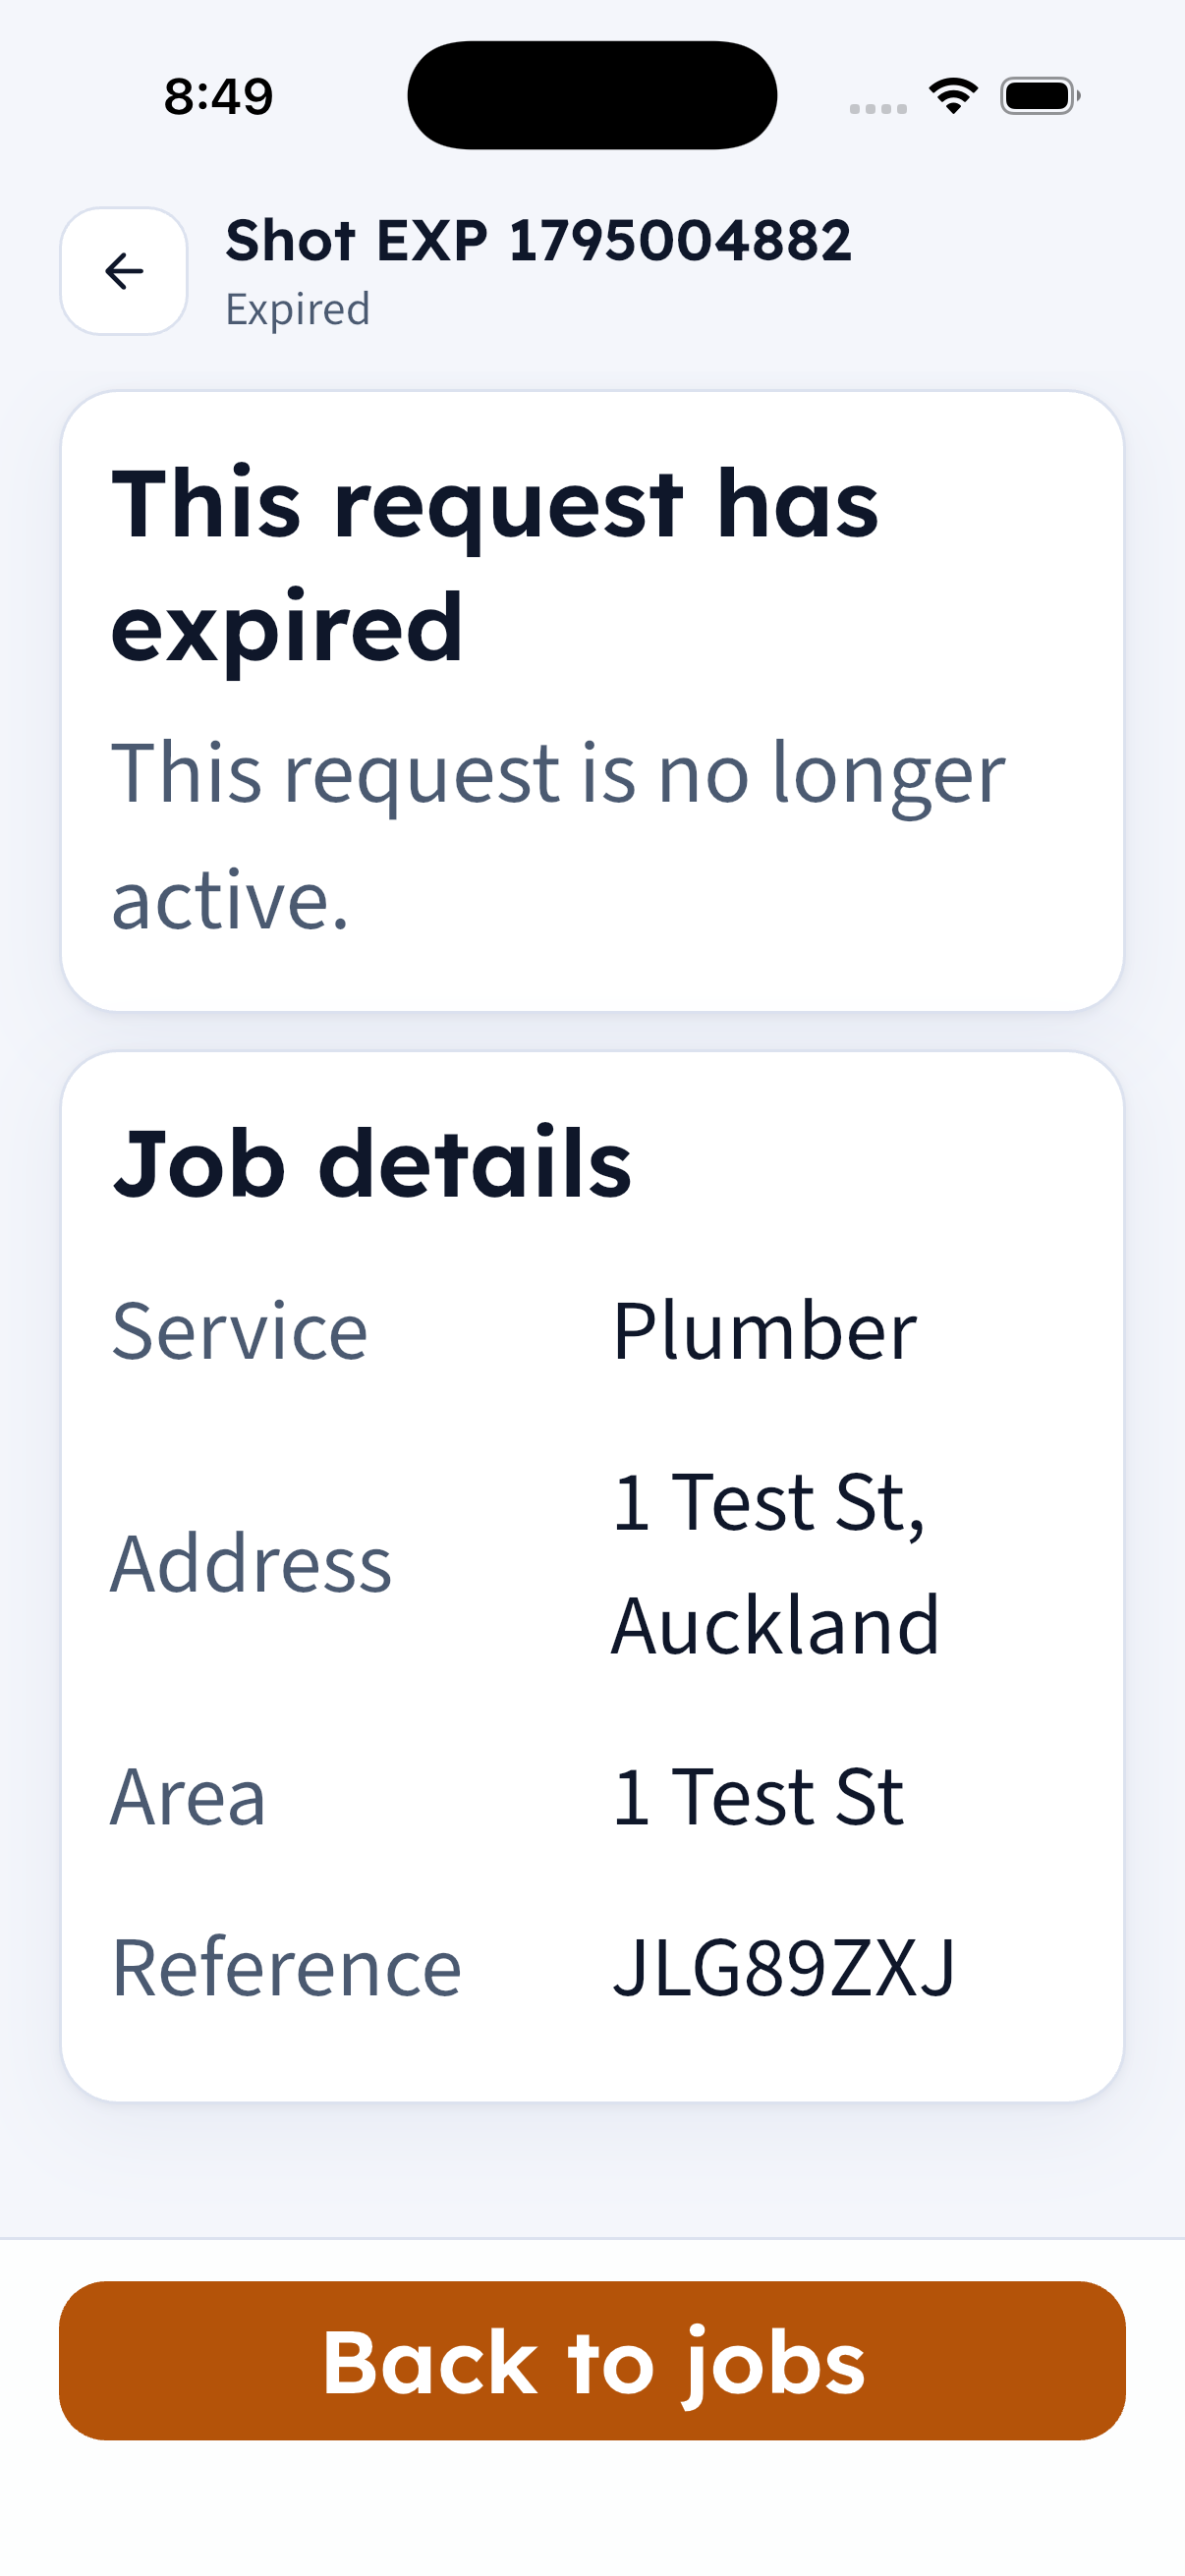 8:49
Shot EXP 1795004882
Expired
This request has
expired
This request is no longer
active.
Job details
Service Plumber
Address 1 Test St,
Auckland
Area 1 Test St
Reference JLG89ZXJ
Back to jobs